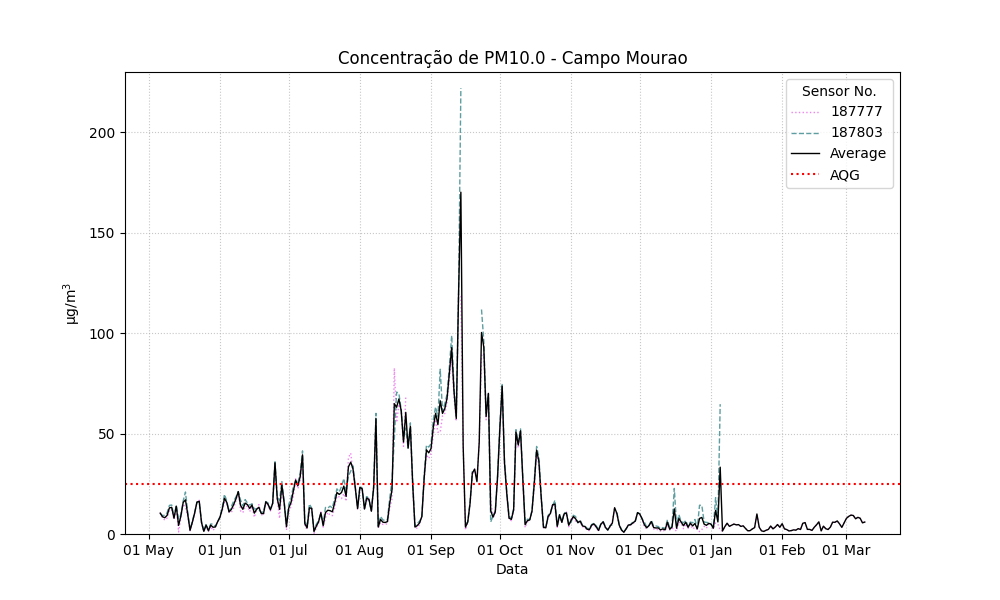 Concentração de PM10.0 - Campo Mourao
Sensor No.
187777
187803
Average
AQG
200
150
100
50
0
µg/m³
01 May 01 Jun 01 Jul 01 Aug 01 Sep 01 Oct 01 Nov 01 Dec 01 Jan 01 Feb 01 Mar
Data